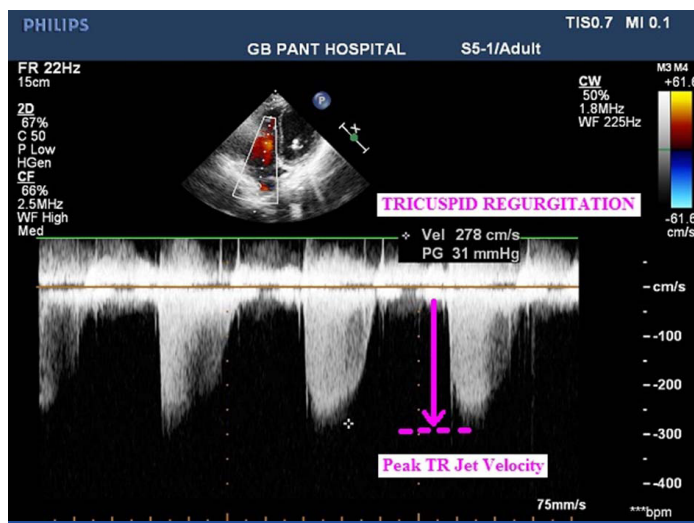 PHILIPS
TIS0.7 MI 0.1
GB PANT HOSPITAL S5-1/Adult
FR 22Hz
15cm
2D
67%
C 50
P Low
HGen
CF
66%
2.5MHz
WF High
Med
P
CW
50%
1.8MHz
WF 225Hz
M3 M4
+61.6
-61.6
cm/s
TRICUSPID REGURGITATION
Vel 278 cm/s
PG 31 mmHg
cm/s
-100
-200
-300
-400
Peak TR Jet Velocity
75mm/s
***bpm